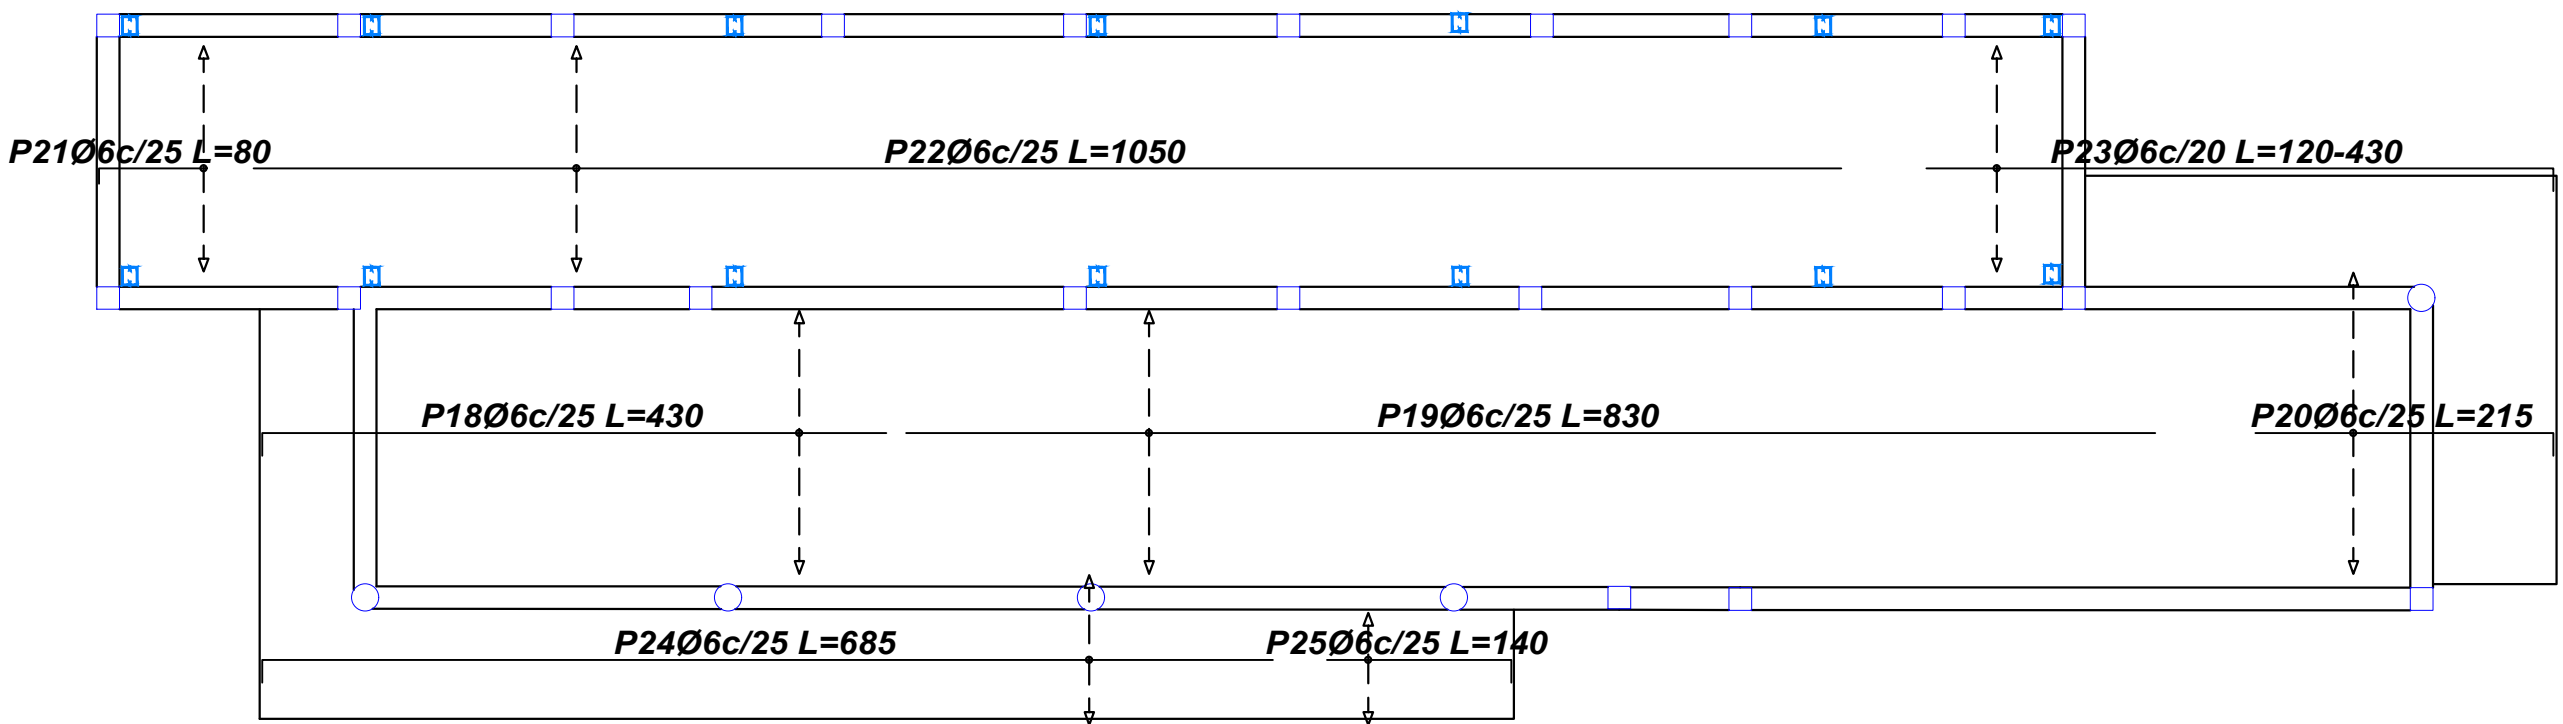 P21Ø6c/25 L=80
P22Ø6c/25 L=1050
P23Ø6c/20 L=120-430
P18Ø6c/25 L=430
P19Ø6c/25 L=830
P20Ø6c/25 L=215
P24Ø6c/25 L=685
P25Ø6c/25 L=140